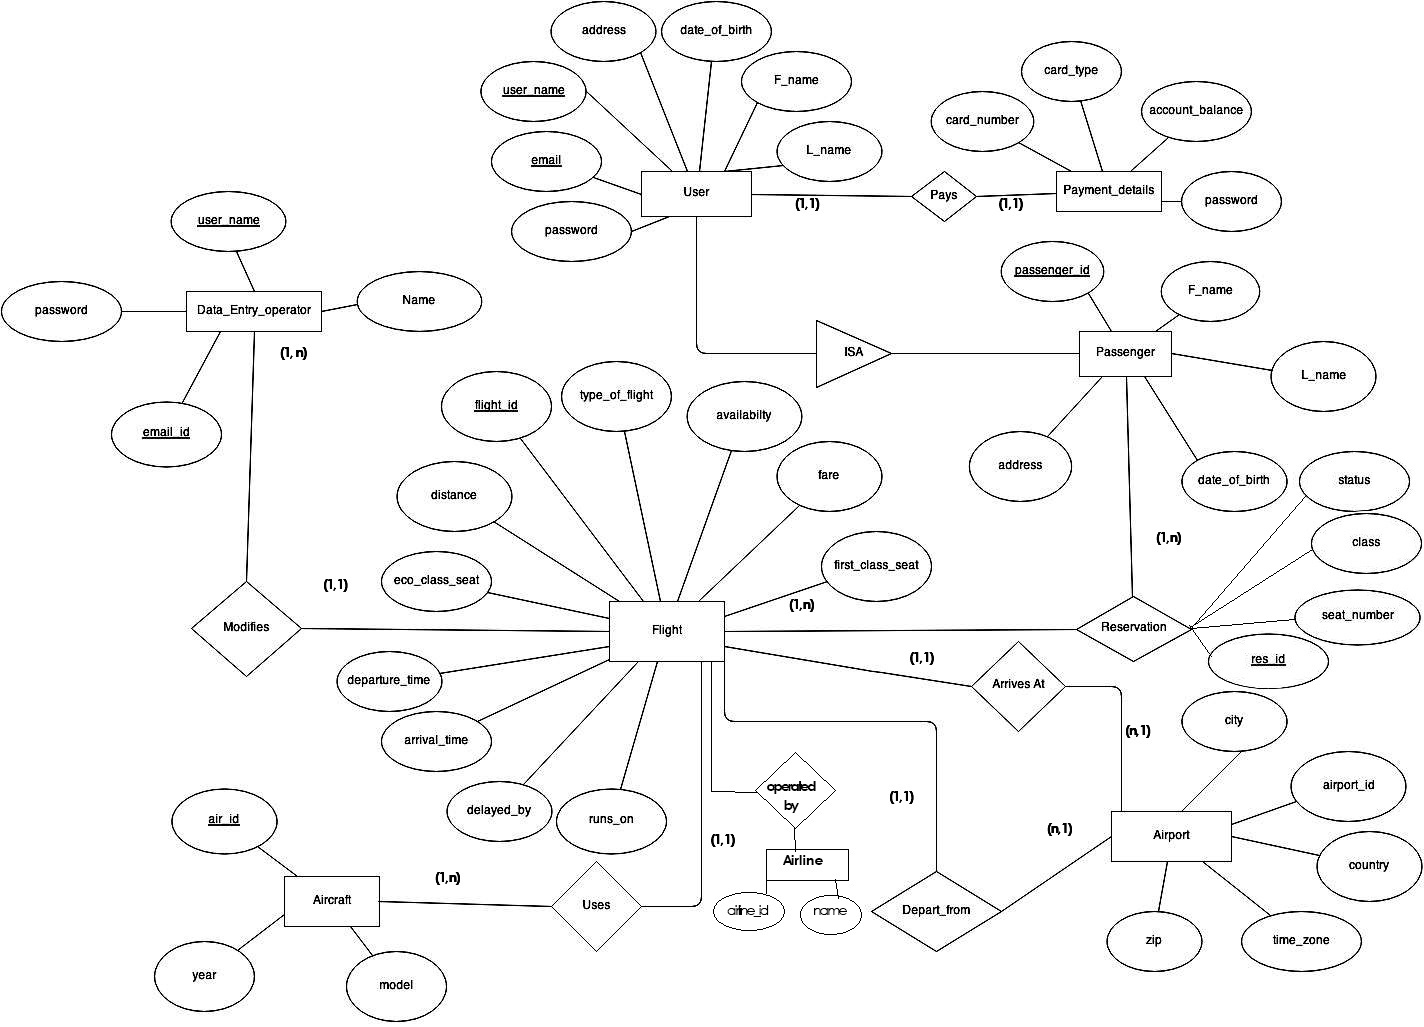 address
date_of_birth
F_name
user_name
L_name
email
password
User
(1,1)
Pays
(1,1)
card_type
card_number
account_balance
Payment_details
password
user_name
password
Data_Entry_operator
Name
(1,n)
email_id
ISA
passenger_id
F_name
Passenger
L_name
address
date_of_birth
(1,n)
status
class
seat_number
res_id
Reservation
flight_id
type_of_flight
availabilty
distance
fare
eco_class_seat
first_class_seat
(1,1)
(1,n)
Modifies
Flight
departure_time
arrival_time
delayed_by
runs_on
(1,1)
Arrives At
(n,1)
city
airport_id
Airport
country
zip
time_zone
operated
by
(1,1)
(n,1)
(1,1)
Airline
airline_id
name
Depart_from
air_id
Aircraft
(1,n)
Uses
year
model